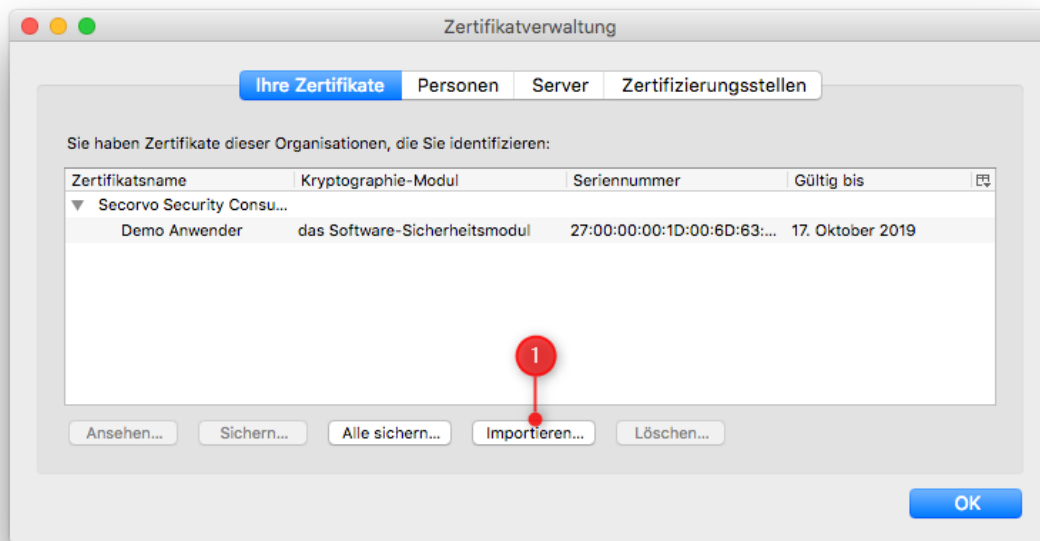 Zertifikatverwaltung
Ihre Zertifikate Personen Server Zertifizierungsstellen
Sie haben Zertifikate dieser Organisationen, die Sie identifizieren:
Zertifikatsname Kryptographie-Modul Seriennummer Gültig bis
Secorvo Security Consu...
Demo Anwender das Software-Sicherheitsmodul 27:00:00:00:1D:00:6D:63:... 17. Oktober 2019
1
Ansehen... Sichern... Alle sichern... Importieren... Löschen...
OK